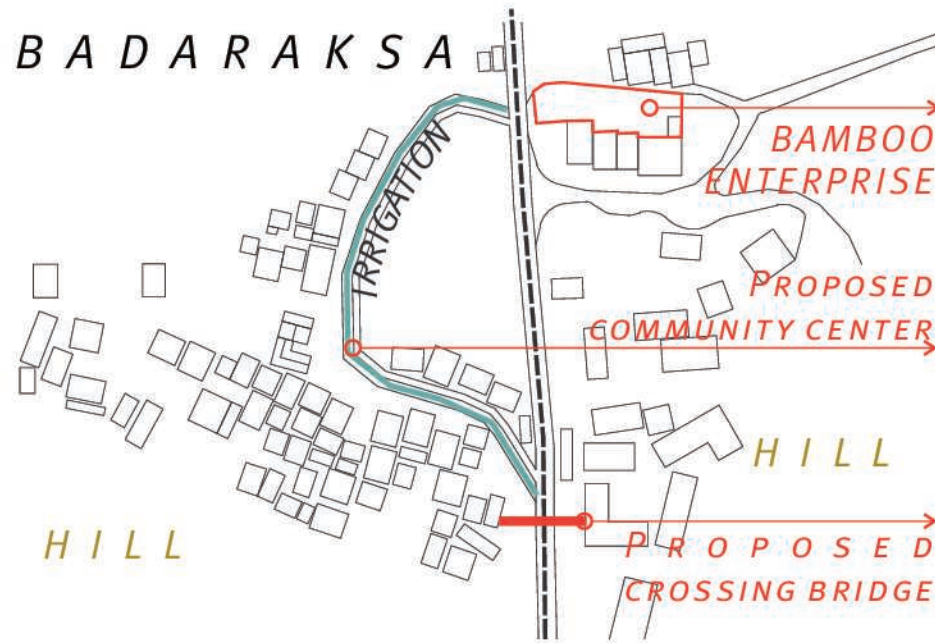 BADARAKSA
IRRIGATION
BAMBOO
ENTERPRISE
PROPOSED
COMMUNITY CENTER
HILL
HILL
PROPOSED
CROSSING BRIDGE